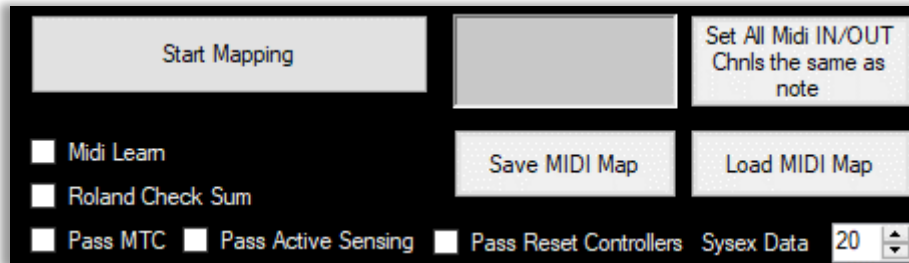 Start Mapping
Set All Midi IN/OUT
Chnls the same as
note
Midi Learn
Save MIDI Map
Load MIDI Map
Roland Check Sum
Pass MTC Pass Active Sensing Pass Reset Controllers Sysex Data 20